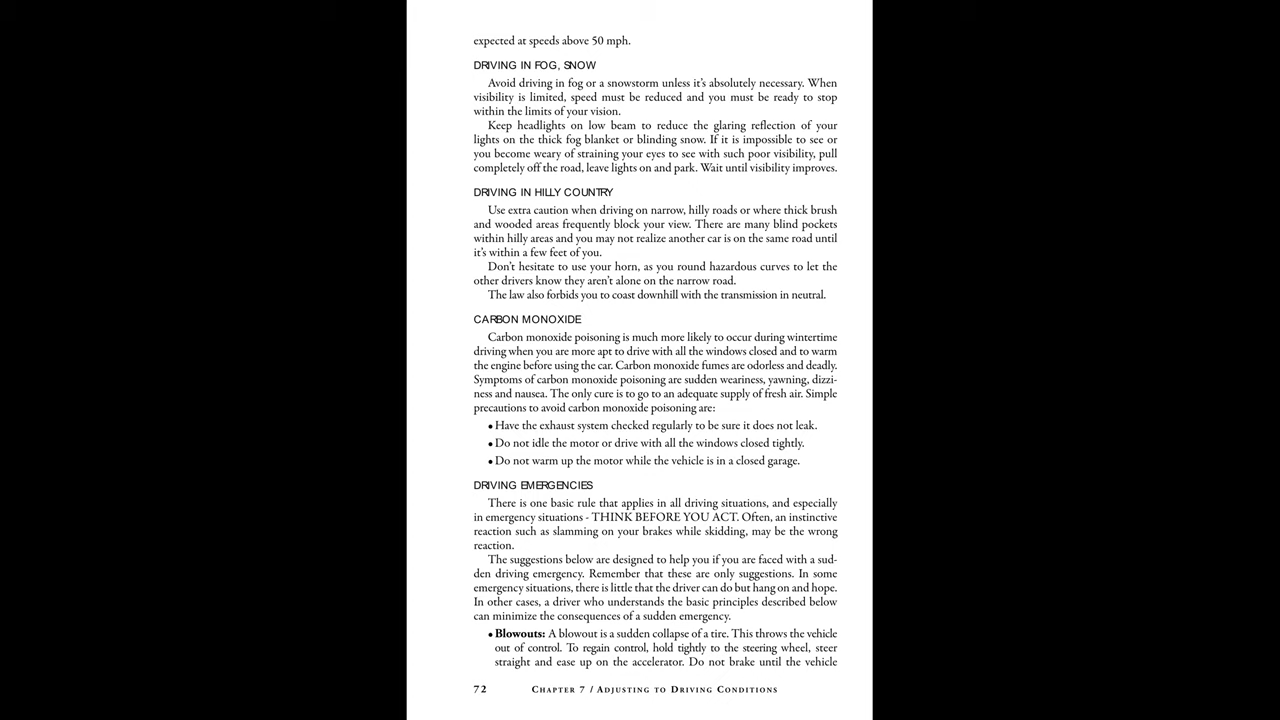 expected at speeds above 50 mph.
DRIVING IN FOG, SNOW
Avoid driving in fog or a snowstorm unless it's absolutely necessary. When
visibility is limited, speed must be reduced and you must be ready to stop
within the limits of your vision.
Keep headlights on low beam to reduce the glaring reflection of your
lights on the thick fog blanket or blinding snow. If it is impossible to see or
you become weary of straining your eyes to see with such poor visibility, pull
completely off the road, leave lights on and park. Wait until visibility improves.
DRIVING IN HILLY COUNTRY
Use extra caution when driving on narrow, hilly roads or where thick brush
and wooded areas frequently block your view. There are many blind pockets
within hilly areas and you may not realize another car is on the same road until
it's within a few feet of you.
Don't hesitate to use your horn, as you round hazardous curves to let the
other drivers know they aren't alone on the narrow road.
The law also forbids you to coast downhill with the transmission in neutral.
CARBON MONOXIDE
Carbon monoxide poisoning is much more likely to occur during wintertime
driving when you are more apt to drive with all the windows closed and to warm
the engine before using the car. Carbon monoxide fumes are odorless and deadly.
Symptoms of carbon monoxide poisoning are sudden weariness, yawning, dizzi-
ness and nausea. The only cure is to go to an adequate supply of fresh air. Simple
precautions to avoid carbon monoxide poisoning are:
• Have the exhaust system checked regularly to be sure it does not leak.
• Do not idle the motor or drive with all the windows closed tightly.
• Do not warm up the motor while the vehicle is in a closed garage.
DRIVING EMERGENCIES
There is one basic rule that applies in all driving situations, and especially
in emergency situations - THINK BEFORE YOU ACT. Often, an instinctive
reaction such as slamming on your brakes while skidding, may be the wrong
reaction.
The suggestions below are designed to help you if you are faced with a sud-
den driving emergency. Remember that these are only suggestions. In some
emergency situations, there is little that the driver can do but hang on and hope.
In other cases, a driver who understands the basic principles described below
can minimize the consequences of a sudden emergency.
• Blowouts: A blowout is a sudden collapse of a tire. This throws the vehicle
out of control. To regain control, hold tightly to the steering wheel, steer
straight and ease up on the accelerator. Do not brake until the vehicle
72 CHAPTER 7 / ADJUSTING TO DRIVING CONDITIONS